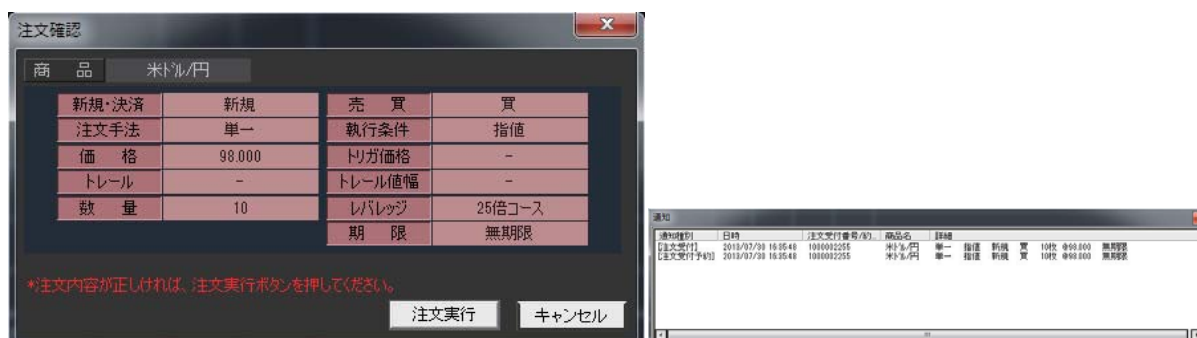 注文確認
商 品 米ドル/円
新規・決済 新規 売 買 買
注文手法 単一 執行条件 指値
価 格 98.000 トリガ価格 -
トレール - トレール値幅 -
数 量 10 レバレッジ 25倍コース
期 限 無期限
*注文内容が正しければ、注文実行ボタンを押してください。
注文実行 キャンセル
通知
通知種別 日時 注文受付番号/約.. 商品名 詳細
[注文受付] 2013/07/30 16:35:48 1000002255 米ドル/円 単一 指値 新規 買 10枚 @98.000 無期限
[注文受付予約] 2013/07/30 16:35:48 1000002255 米ドル/円 単一 指値 新規 買 10枚 @98.000 無期限